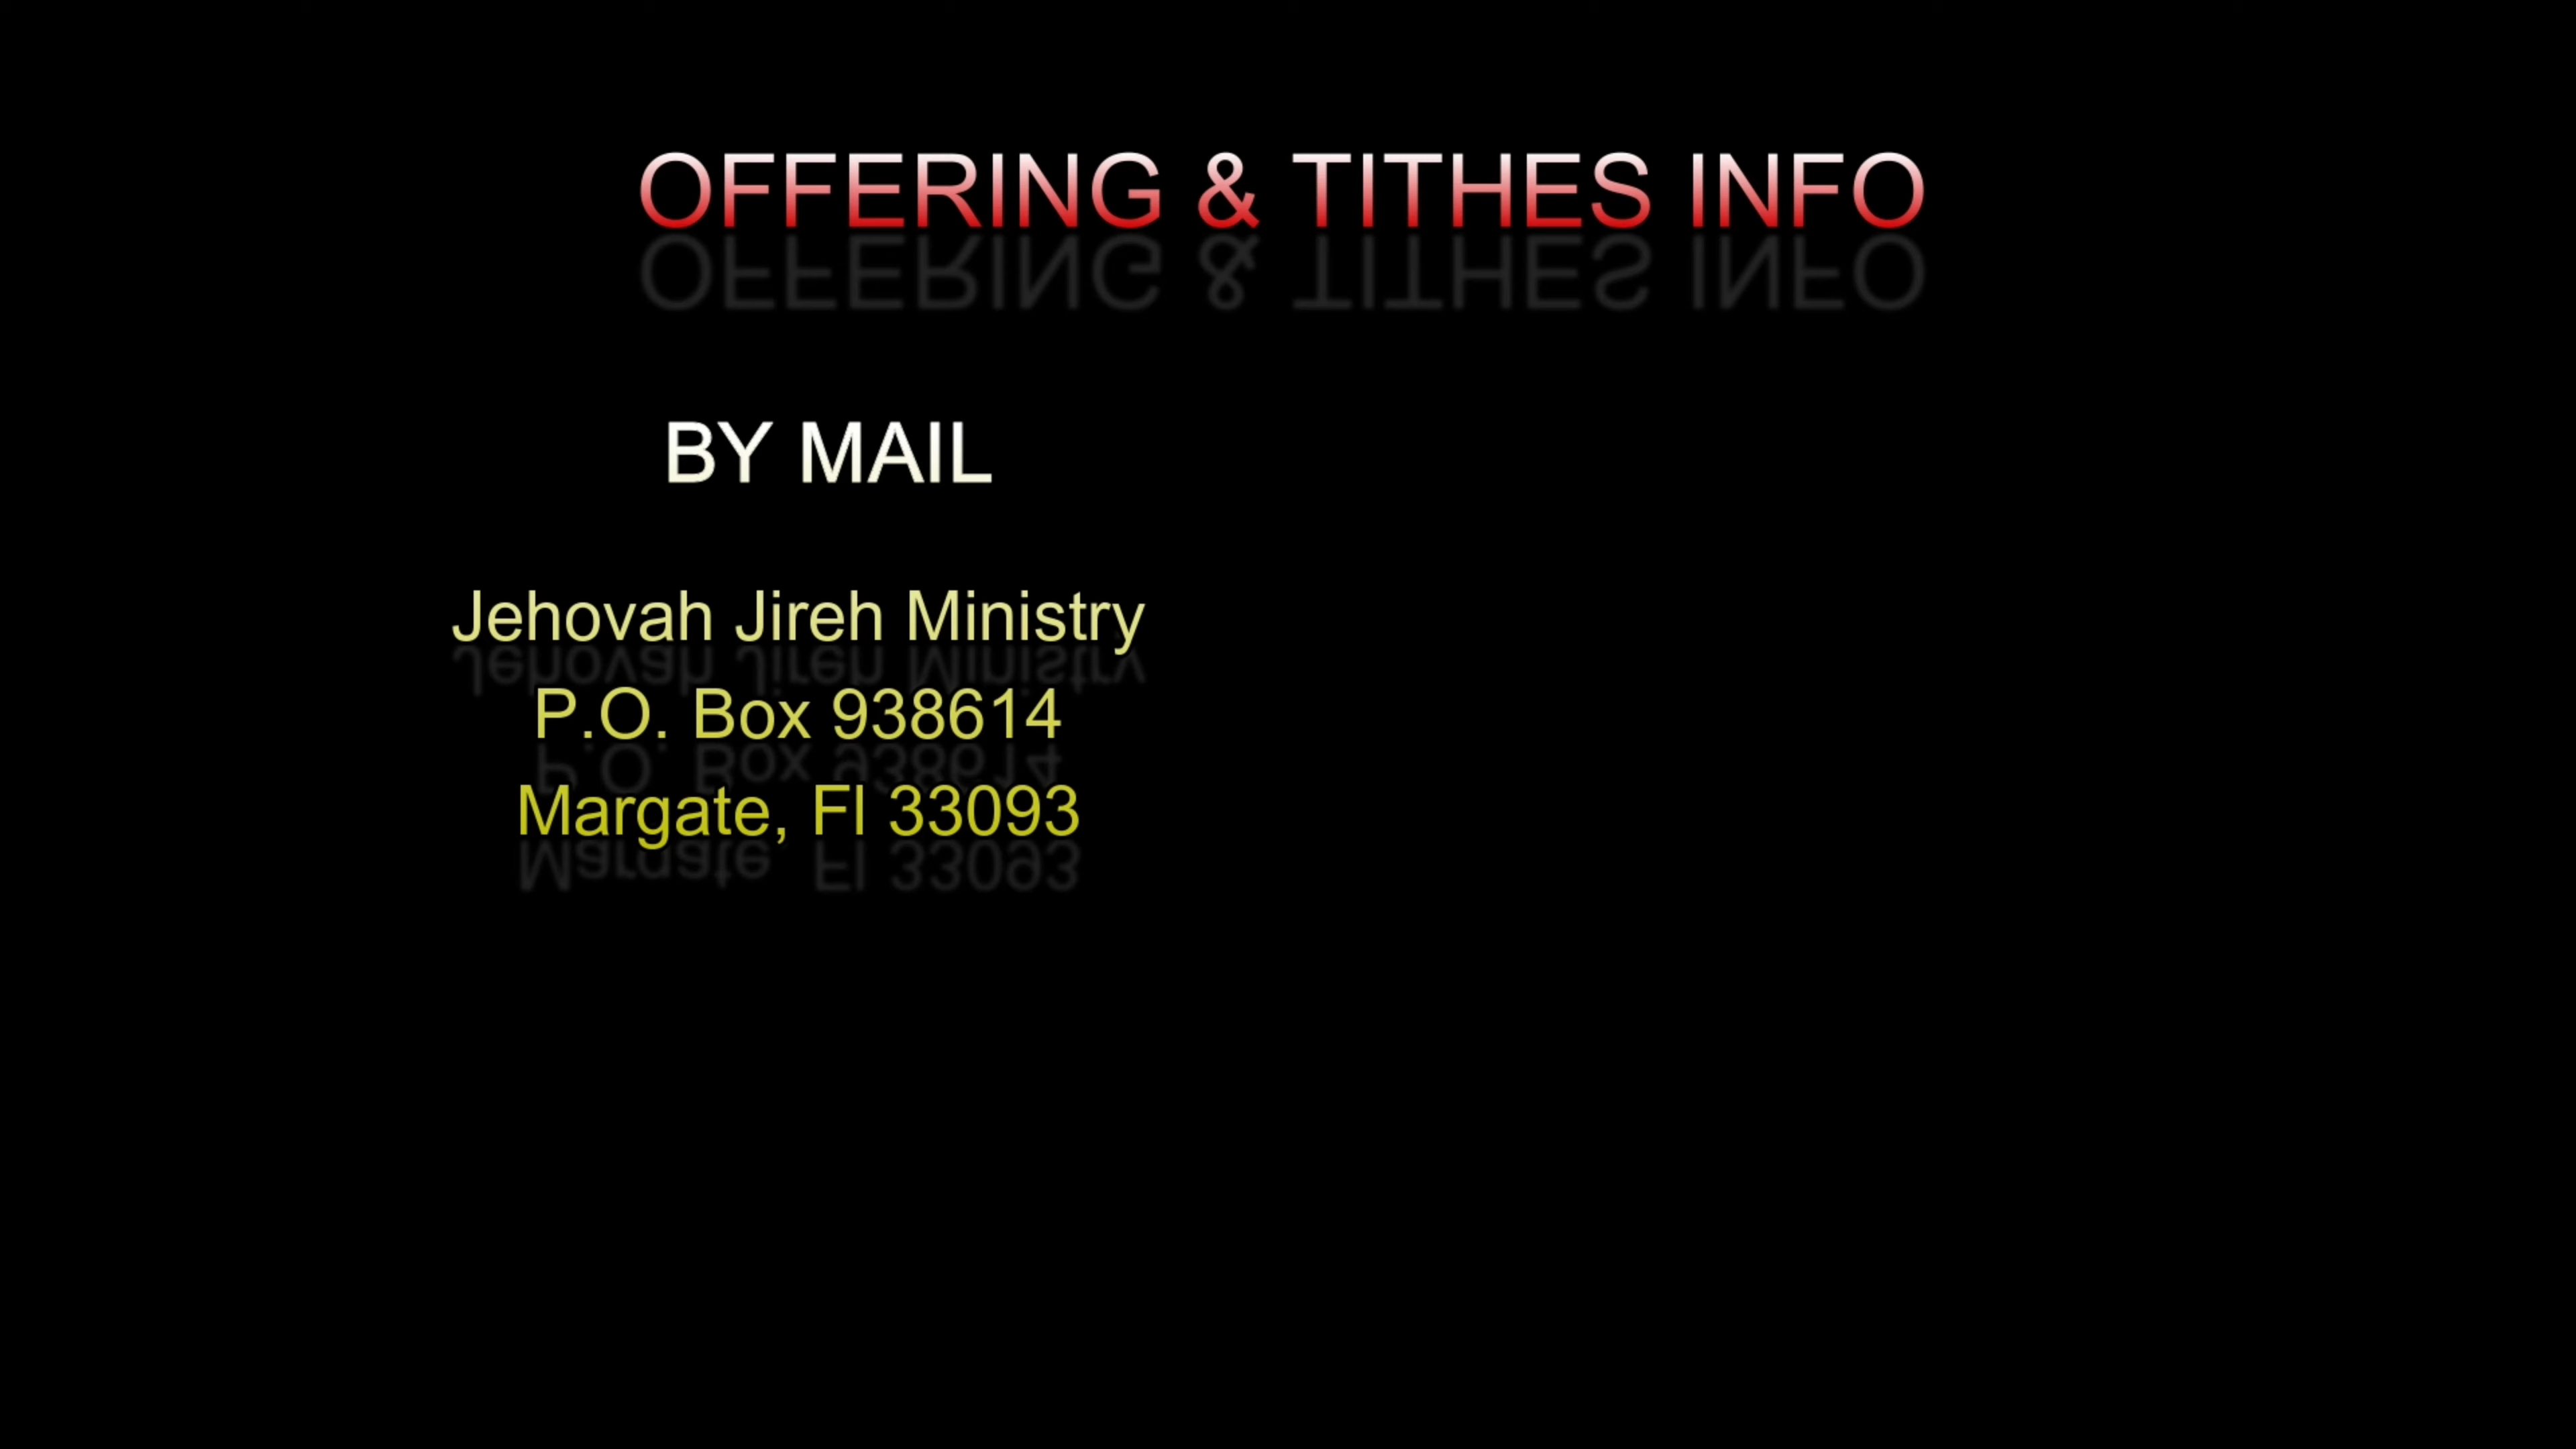 OFFERING & TITHES INFO
BY MAIL
Jehovah Jireh Ministry
P.O. Box 938614
Margate, Fl 33093